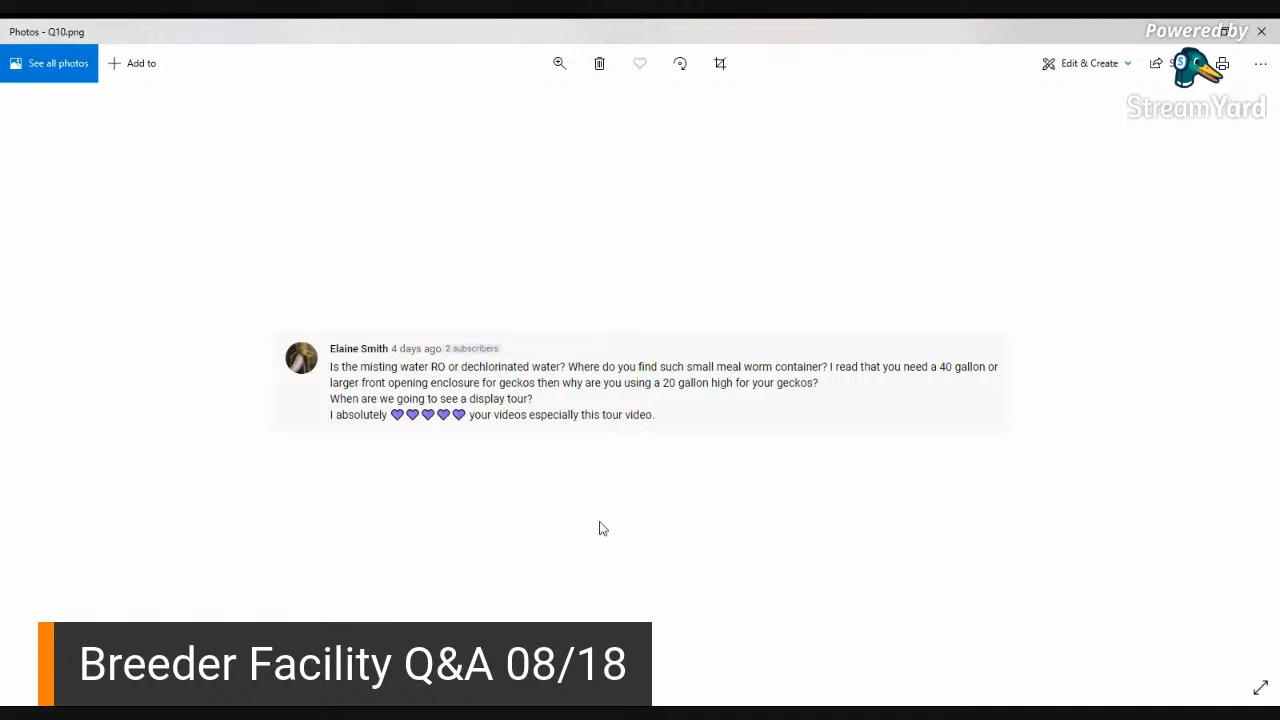 Photos - Q10.png
Powered by
See all photos
Add to
Edit & Create
StreamYard
Elaine Smith 4 days ago 2 subscribers
Is the misting water RO or dechlorinated water? Where do you find such small meal worm container? I read that you need a 40 gallon or
larger front opening enclosure for geckos then why are you using a 20 gallon high for your geckos?
When are we going to see a display tour?
I absolutely 💜💜💜💜💜 your videos especially this tour video.
Breeder Facility Q&A 08/18